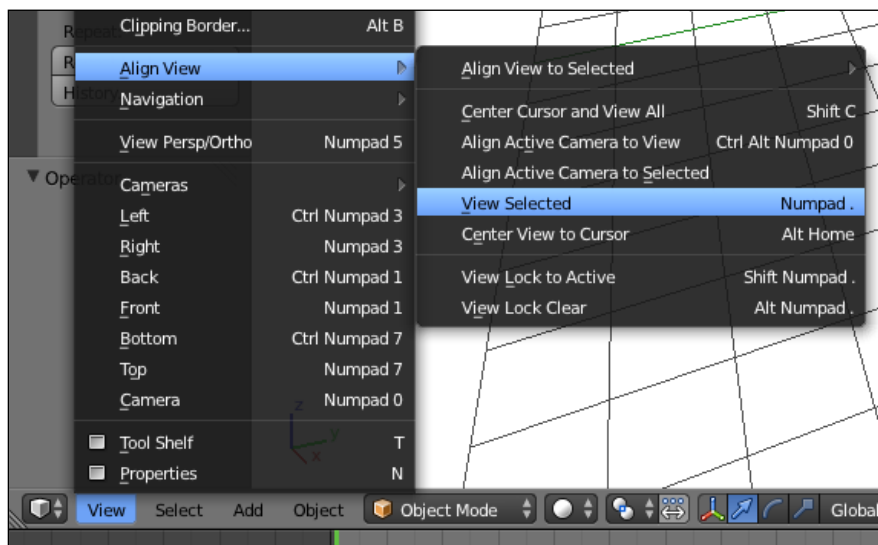 Repeat
Clipping Border... Alt B
Align View
History
Navigation
View Persp/Ortho Numpad 5
Operator
Cameras
Left Ctrl Numpad 3
Right Numpad 3
Back Ctrl Numpad 1
Front Numpad 1
Bottom Ctrl Numpad 7
Top Numpad 7
Camera Numpad 0
z
y
x
Tool Shelf T
Properties N
Align View to Selected
Center Cursor and View All Shift C
Align Active Camera to View Ctrl Alt Numpad 0
Align Active Camera to Selected
View Selected Numpad .
Center View to Cursor Alt Home
View Lock to Active Shift Numpad .
View Lock Clear Alt Numpad .
View Select Add Object Object Mode Global